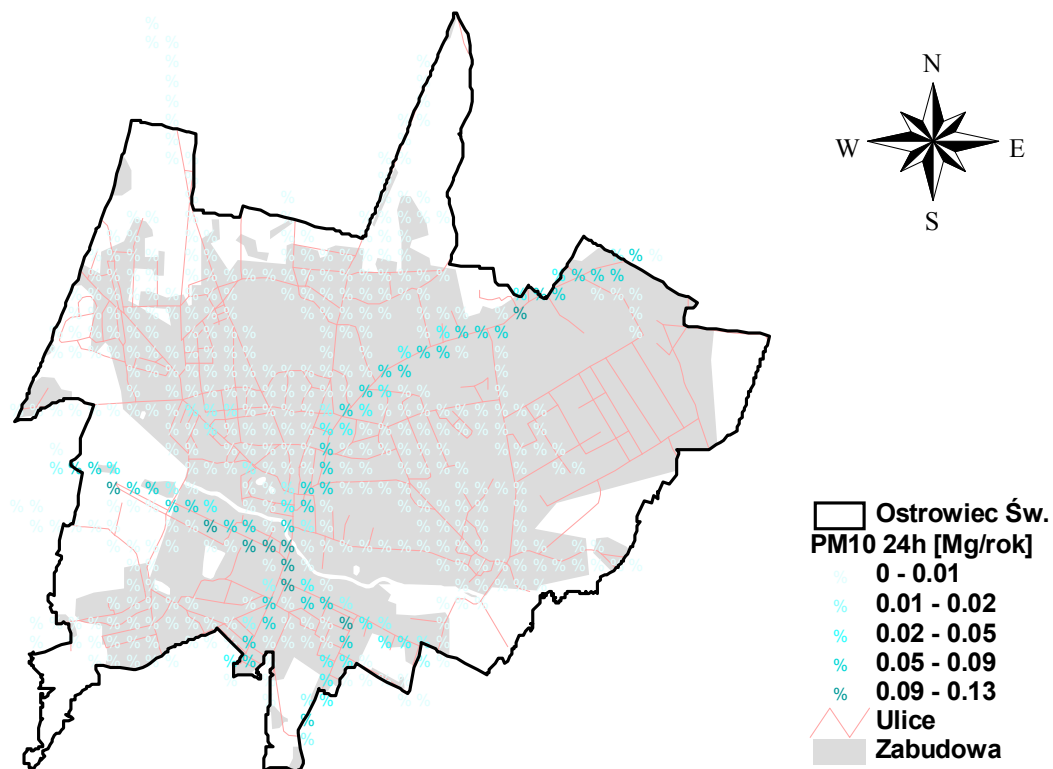 N
W E
S
Ostrowiec Św.
PM10 24h [Mg/rok]
% 0 - 0.01
% 0.01 - 0.02
% 0.02 - 0.05
% 0.05 - 0.09
% 0.09 - 0.13
Ulice
Zabudowa